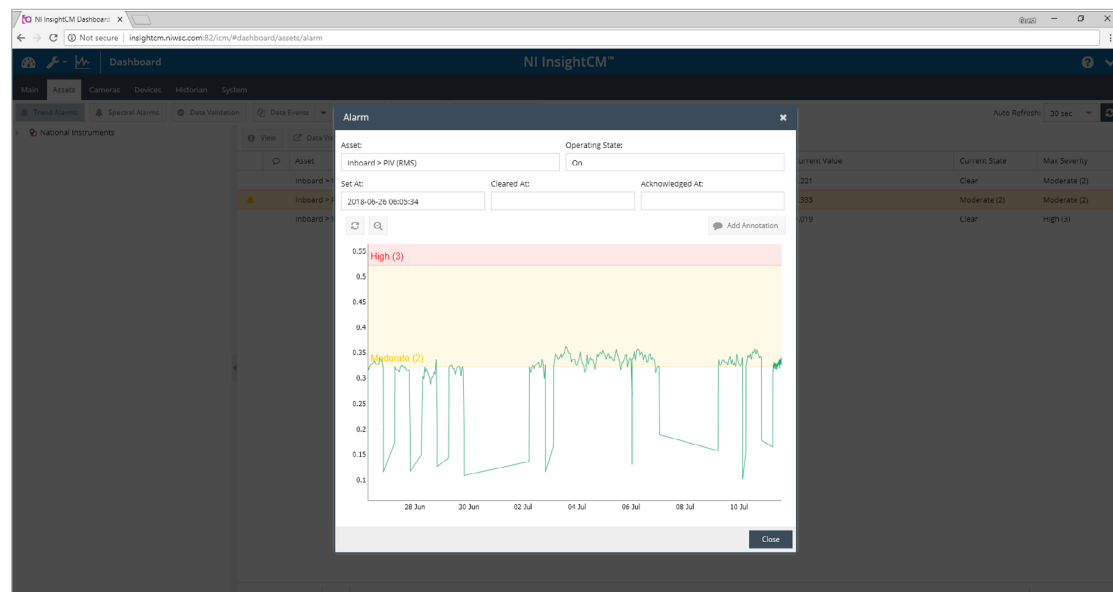 NI InsightCM Dashboard
Guest
Not secure | insightcm.niwsc.com:82/icm/#dashboard/assets/alarm
Dashboard
NI InsightCM™
Main Assets Cameras Devices Historian System
Trend Alarms Spectral Alarms Data Validation Data Events
Auto Refresh: 30 sec
National Instruments
View Data Vie
Asset
Current Value
Current State
Max Severity
Inboard >
.221
Clear
Moderate (2)
Inboard >
.333
Moderate (2)
Moderate (2)
Inboard >
.019
Clear
High (3)
Alarm
Asset:
Operating State:
Inboard > PIV (RMS)
On
Set At:
Cleared At:
Acknowledged At:
2018-06-26 06:05:34
Add Annotation
High (3)
Moderate (2)
0.55
0.5
0.45
0.4
0.35
0.3
0.25
0.2
0.15
0.1
28 Jun 30 Jun 02 Jul 04 Jul 06 Jul 08 Jul 10 Jul
Close